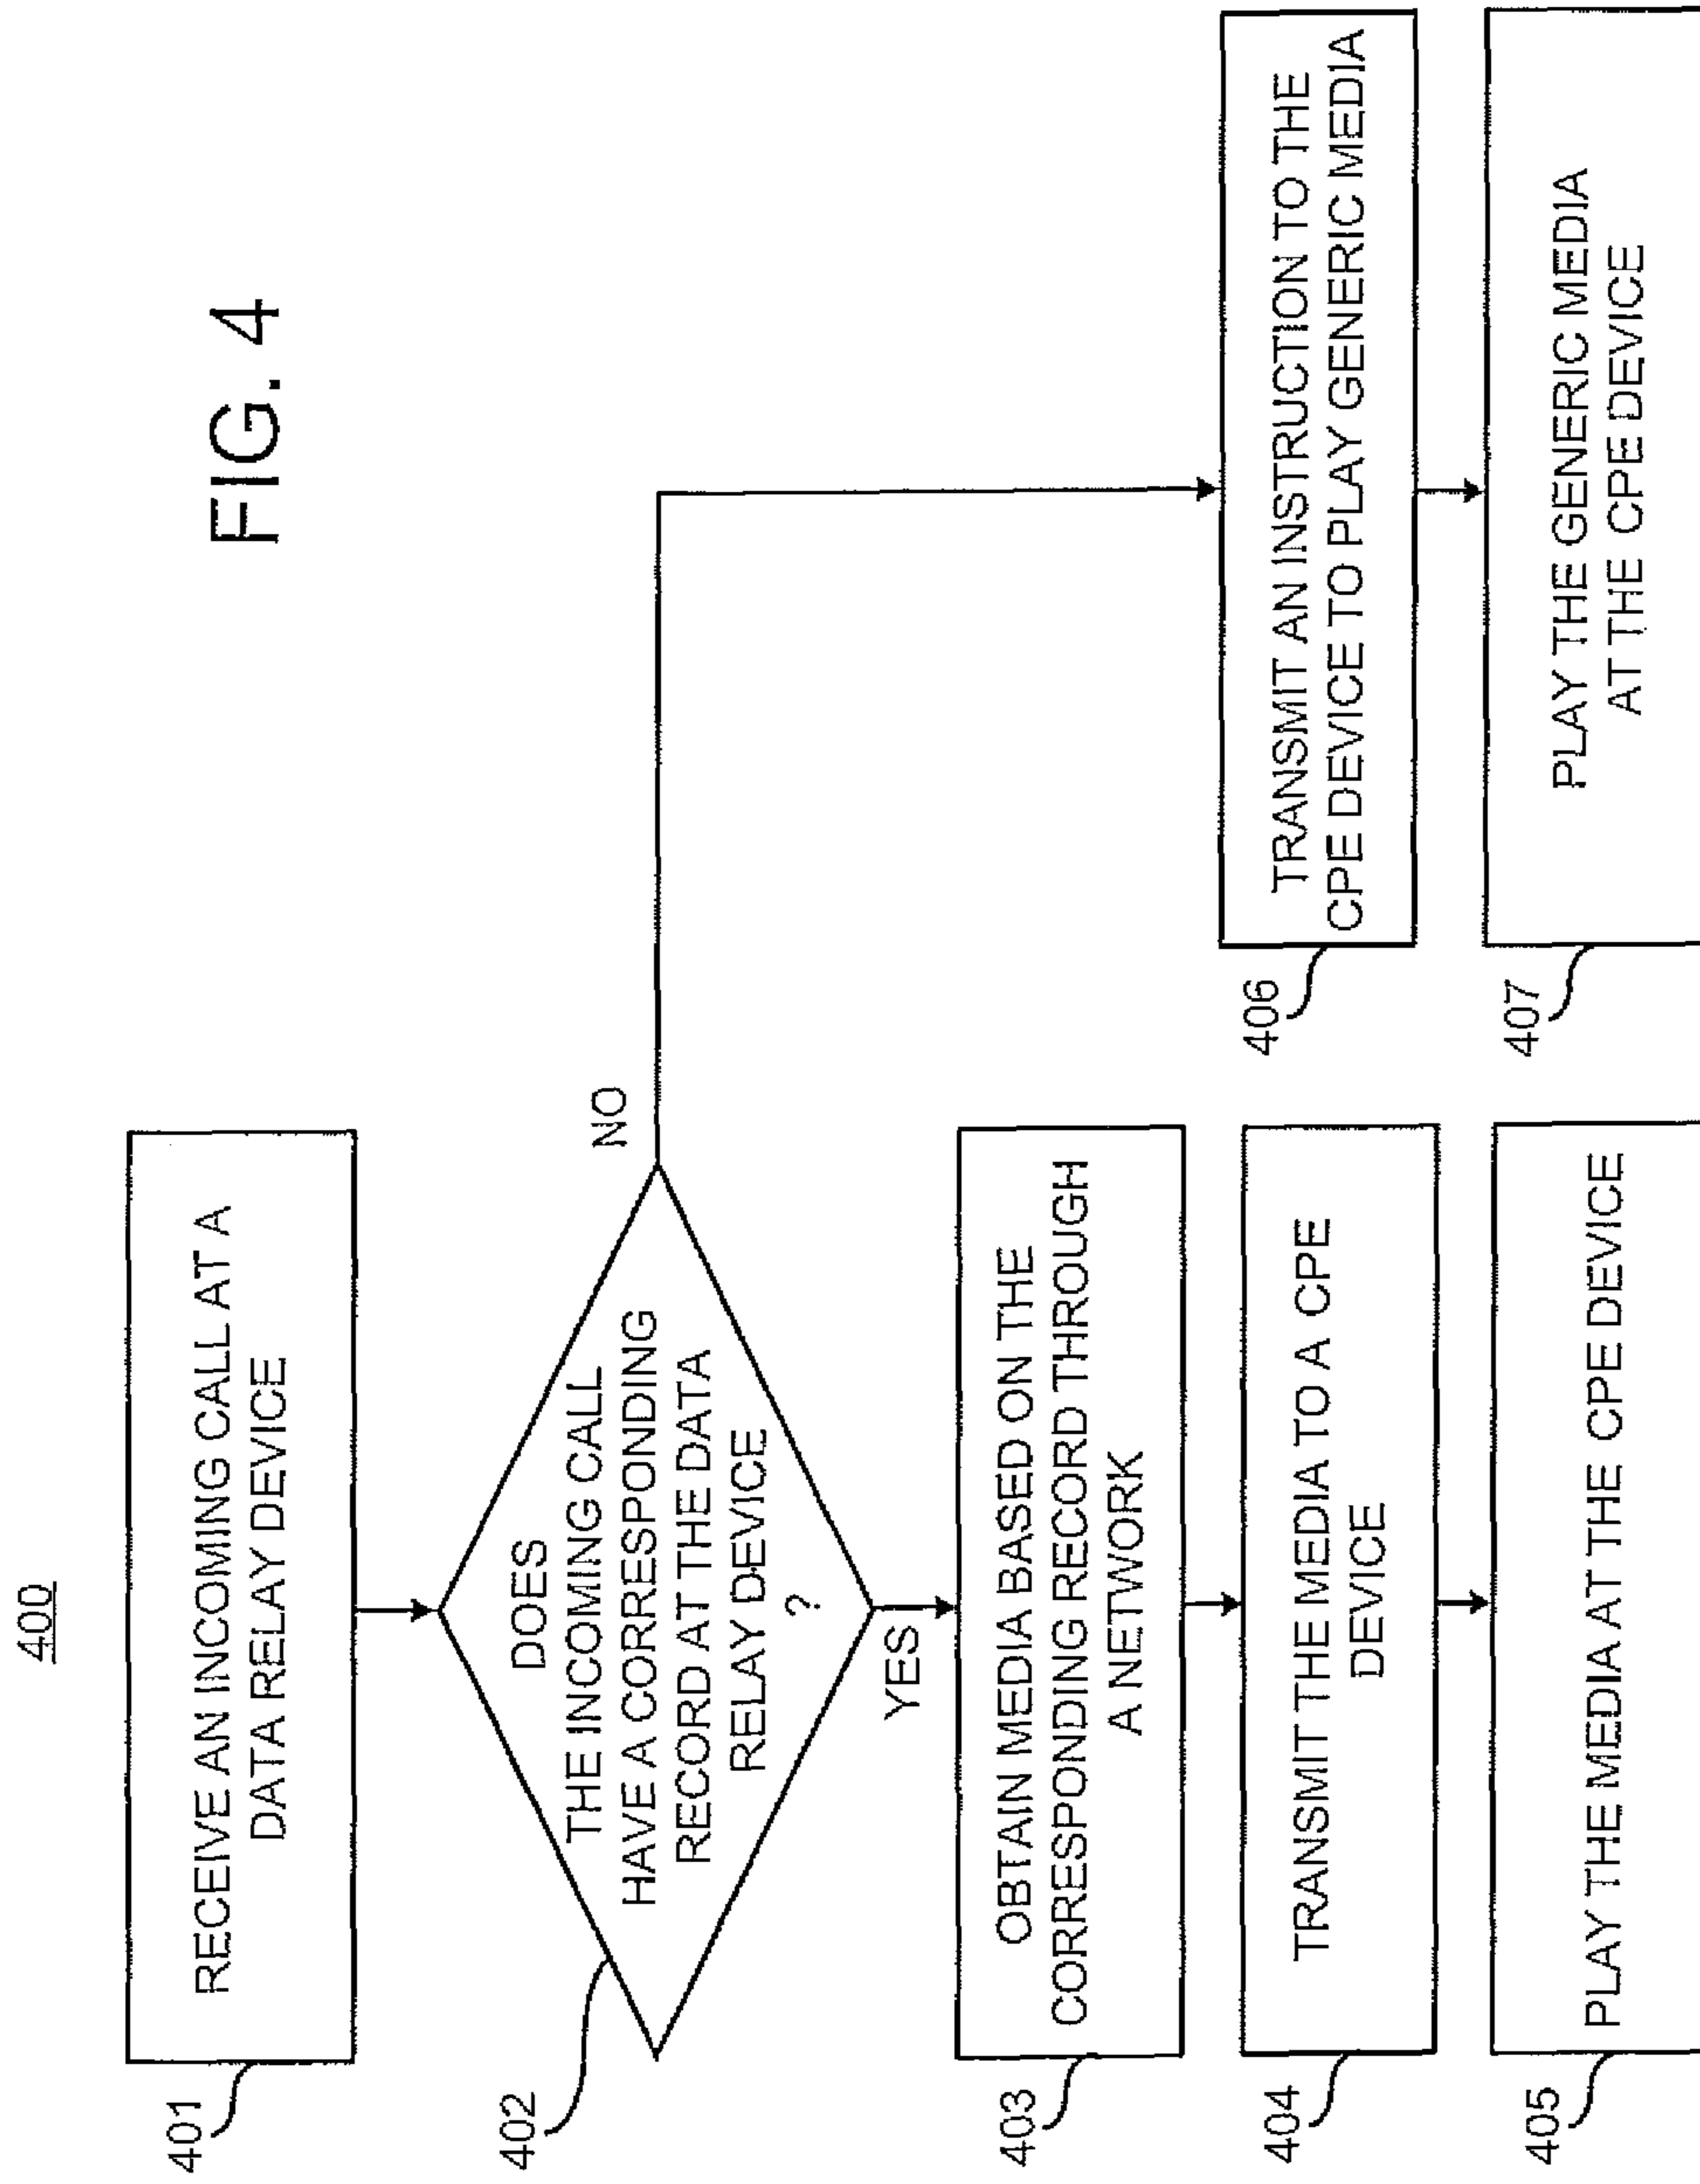 400
FIG. 4
401
RECEIVE AN INCOMING CALL AT A
DATA RELAY DEVICE
402
DOES
THE INCOMING CALL
HAVE A CORRESPONDING
RECORD AT THE DATA
RELAY DEVICE
?
NO
YES
403
OBTAIN MEDIA BASED ON THE
CORRESPONDING RECORD THROUGH
A NETWORK
404
TRANSMIT THE MEDIA TO A CPE
DEVICE
405
PLAY THE MEDIA AT THE CPE DEVICE
406
TRANSMIT AN INSTRUCTION TO THE
CPE DEVICE TO PLAY GENERIC MEDIA
407
PLAY THE GENERIC MEDIA
AT THE CPE DEVICE